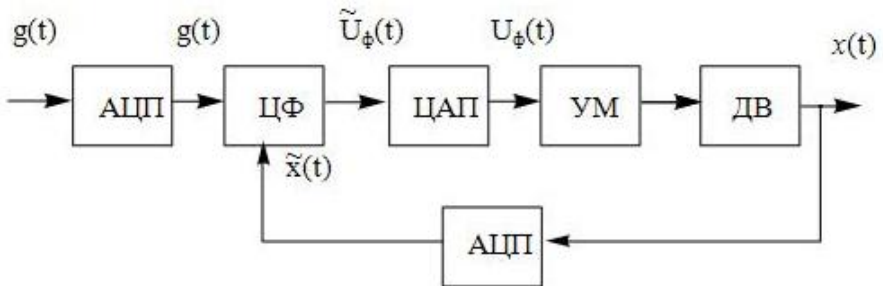 g(t) g(t) Ũф(t) Uф(t) x(t)
АЦП ЦФ ЦАП УМ ДВ
x̃(t)
АЦП